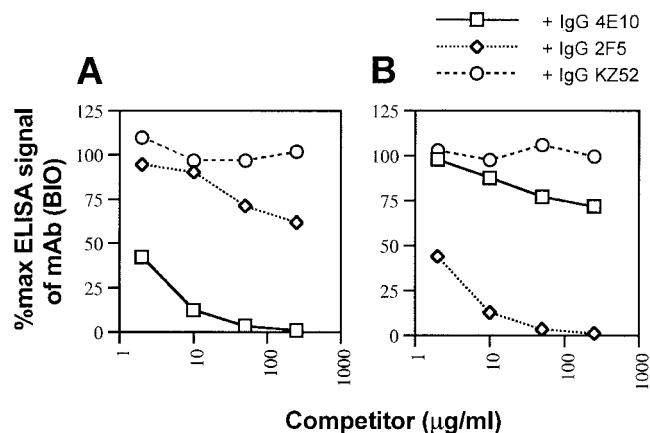 + IgG 4E10
+ IgG 2F5
+ IgG KZ52
A
B
%max ELISA signal
of mAb (BIO)
125
100
75
50
25
0
1
10
100
1000
125
100
75
50
25
0
1
10
100
1000
Competitor (µg/ml)